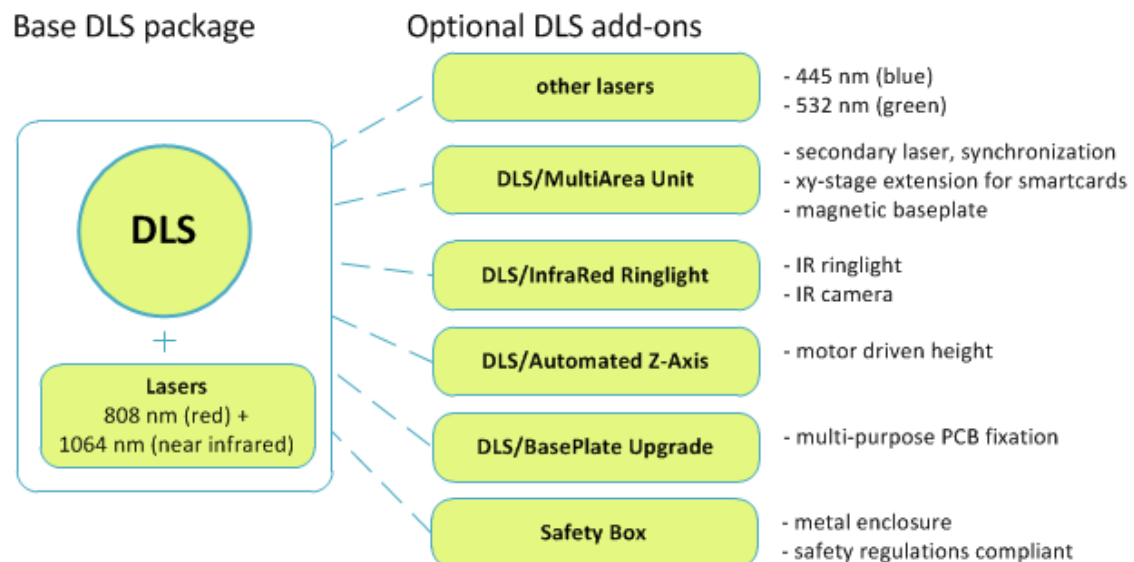 Base DLS package
Optional DLS add-ons
DLS
+
Lasers
808 nm (red) +
1064 nm (near infrared)
other lasers
- 445 nm (blue)
- 532 nm (green)
DLS/MultiArea Unit
- secondary laser, synchronization
- xy-stage extension for smartcards
- magnetic baseplate
DLS/InfraRed Ringlight
- IR ringlight
- IR camera
DLS/Automated Z-Axis
- motor driven height
DLS/BasePlate Upgrade
- multi-purpose PCB fixation
Safety Box
- metal enclosure
- safety regulations compliant